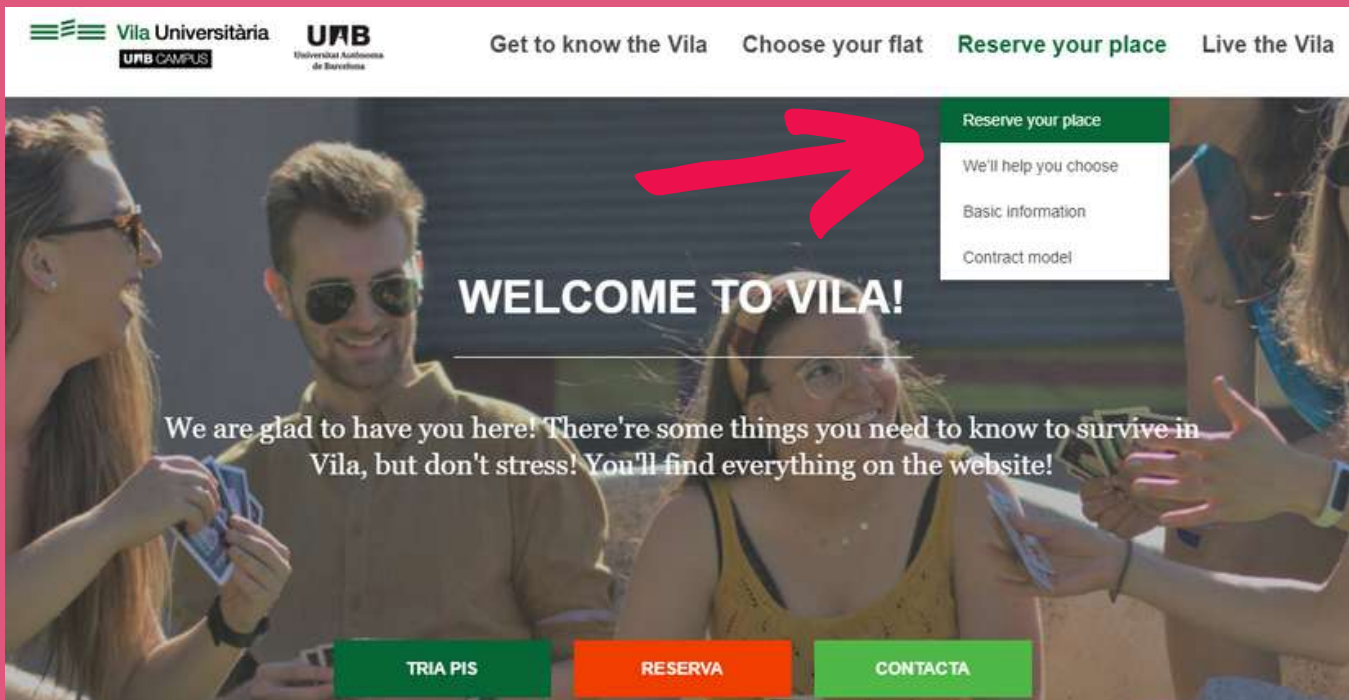 Vila Universitària
UAB CAMPUS
UAB
Universitat Autònoma
de Barcelona
Get to know the Vila
Choose your flat
Reserve your place
Live the Vila
Reserve your place
We'll help you choose
Basic information
Contract model
WELCOME TO VILA!
We are glad to have you here! There're some things you need to know to survive in
Vila, but don't stress! You'll find everything on the website!
TRIA PIS
RESERVA
CONTACTA